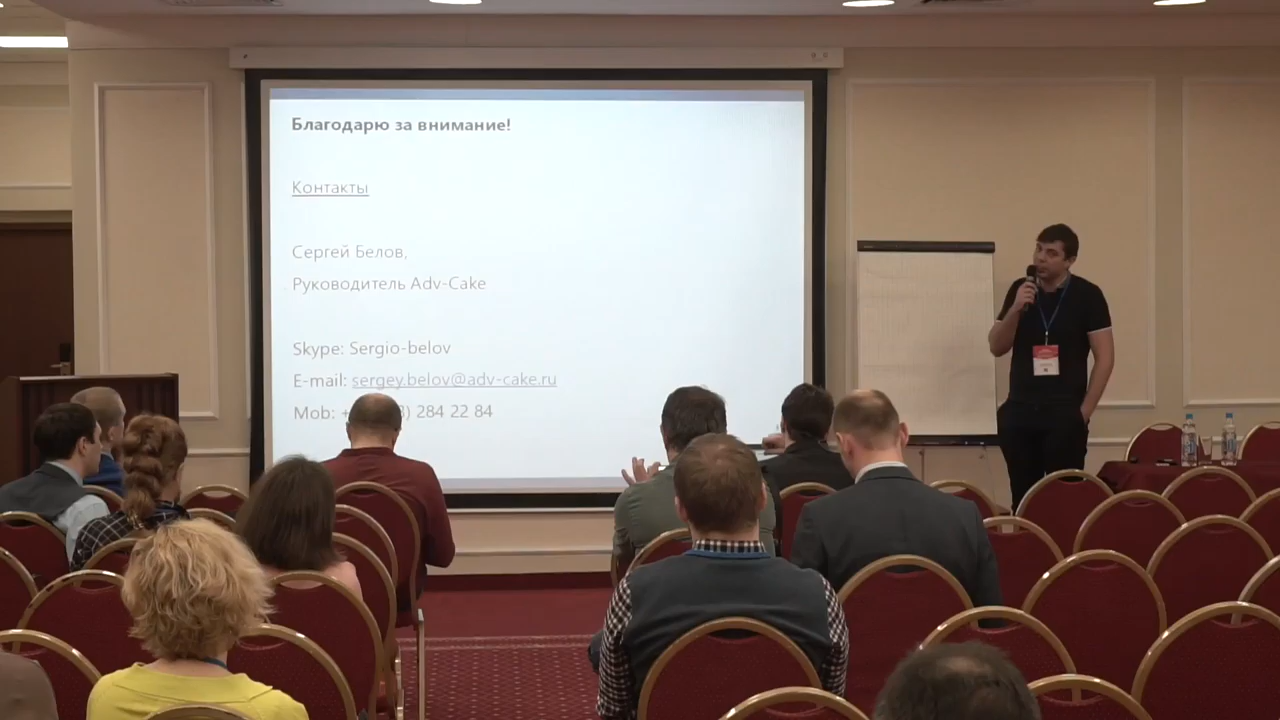 Благодарю за внимание!
Контакты
Сергей Белов,
Руководитель Adv-Cake
Skype: Sergio-belov
E-mail: sergey.belov@adv-cake.ru
Mob: 284 22 84